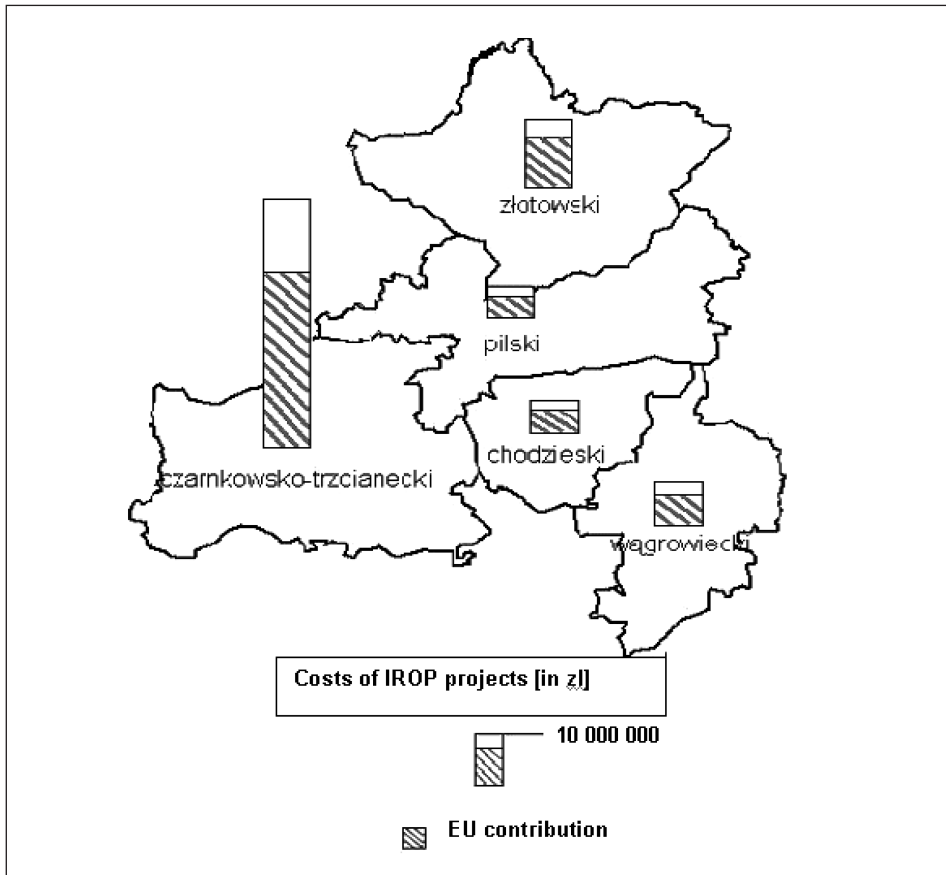 złotowski
pilski
chodzieski
czarnkowsko-trzcianecki
wągrowiecki
Costs of IROP projects [in zl]
10 000 000
EU contribution